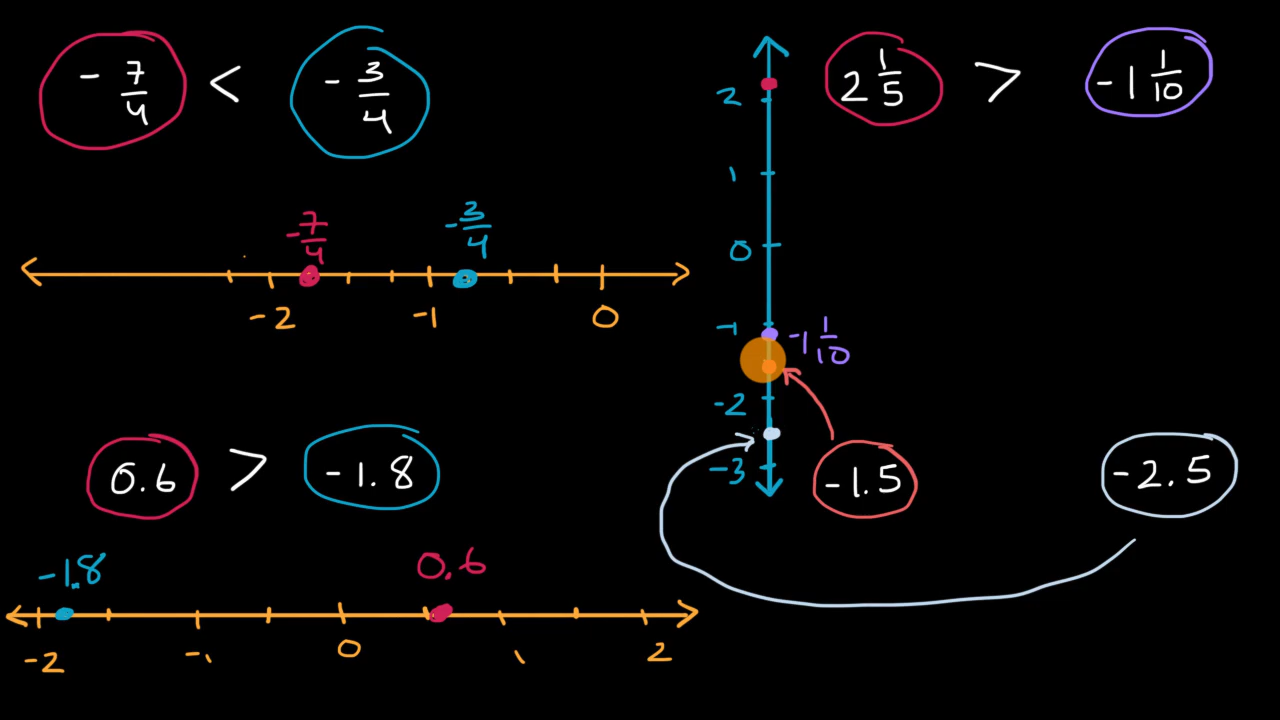 -7/4 < -3/4
-7/4 -3/4
-2 -1 0
0.6 > -1.8
-1.8 0.6
-2 -1 0 1 2
2 1/5 > -1 1/10
2
1
0
-1 -1 1/10
-2
-3 -1.5 -2.5